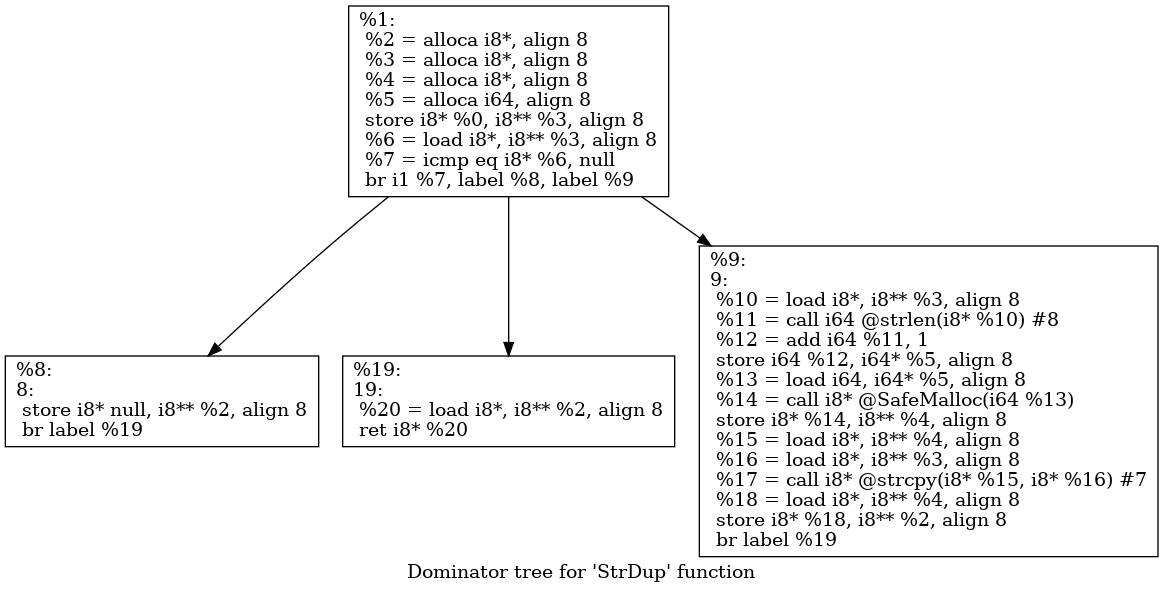 %1:
%2 = alloca i8*, align 8
%3 = alloca i8*, align 8
%4 = alloca i8*, align 8
%5 = alloca i64, align 8
store i8* %0, i8** %3, align 8
%6 = load i8*, i8** %3, align 8
%7 = icmp eq i8* %6, null
br i1 %7, label %8, label %9
%8:
8:
store i8* null, i8** %2, align 8
br label %19
%19:
19:
%20 = load i8*, i8** %2, align 8
ret i8* %20
%9:
9:
%10 = load i8*, i8** %3, align 8
%11 = call i64 @strlen(i8* %10) #8
%12 = add i64 %11, 1
store i64 %12, i64* %5, align 8
%13 = load i64, i64* %5, align 8
%14 = call i8* @SafeMalloc(i64 %13)
store i8* %14, i8** %4, align 8
%15 = load i8*, i8** %4, align 8
%16 = load i8*, i8** %3, align 8
%17 = call i8* @strcpy(i8* %15, i8* %16) #7
%18 = load i8*, i8** %4, align 8
store i8* %18, i8** %2, align 8
br label %19
Dominator tree for 'StrDup' function